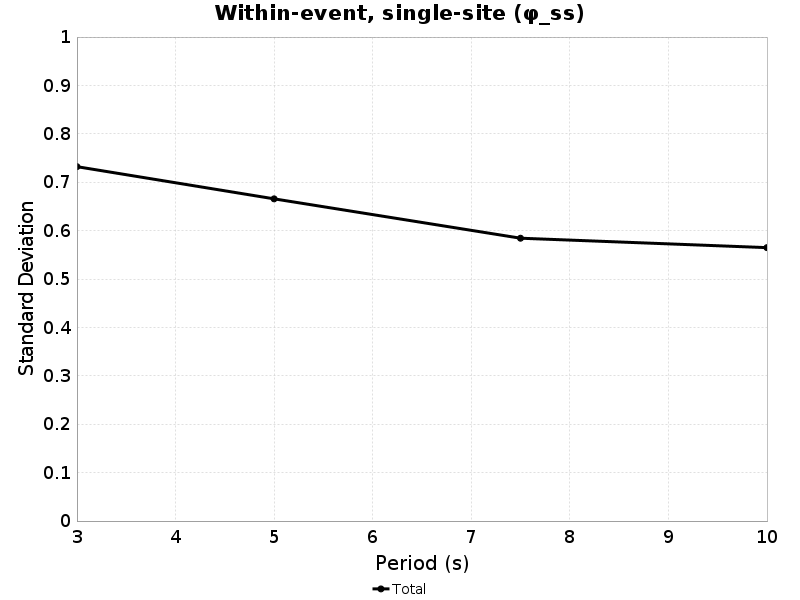 Within-event, single-site (φ_ss)
1
0.9
0.8
0.7
0.6
0.5
0.4
0.3
0.2
0.1
0
Standard Deviation
3 4 5 6 7 8 9 10
Period (s)
Total